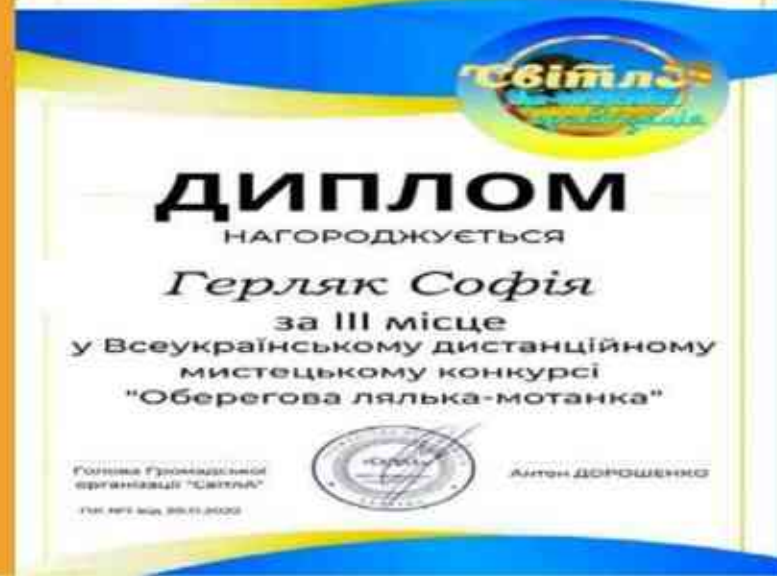 "Світла"
ДИПЛОМ
НАГОРОДЖУЄТЬСЯ
Герляк Софія
за III місце
у Всеукраїнському дистанційному
мистецькому конкурсі
"Оберегова лялька-мотанка"
Голова Громадської
організації "СвітлА"
Антон ДОРОШЕНКО